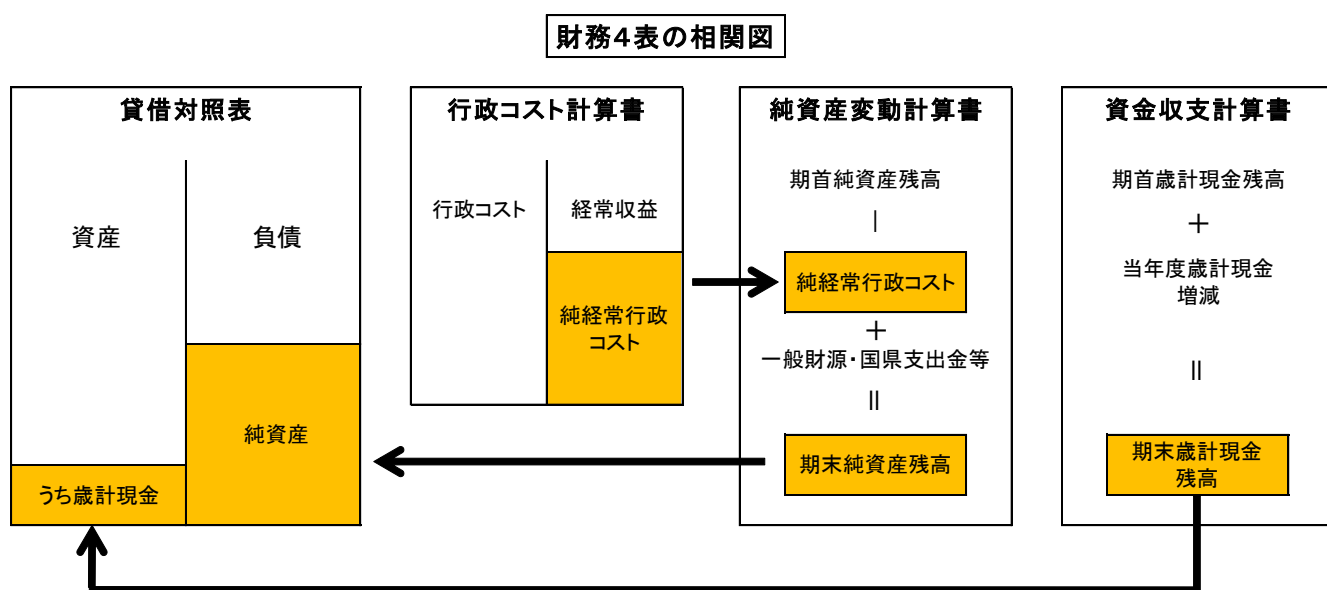 財務4表の相関図
貸借対照表
資産
負債
純資産
うち歳計現金
行政コスト計算書
行政コスト
経常収益
純経常行政
コスト
純資産変動計算書
期首純資産残高
－
純経常行政コスト
＋
一般財源・国県支出金等
＝
期末純資産残高
資金収支計算書
期首歳計現金残高
＋
当年度歳計現金
増減
＝
期末歳計現金
残高